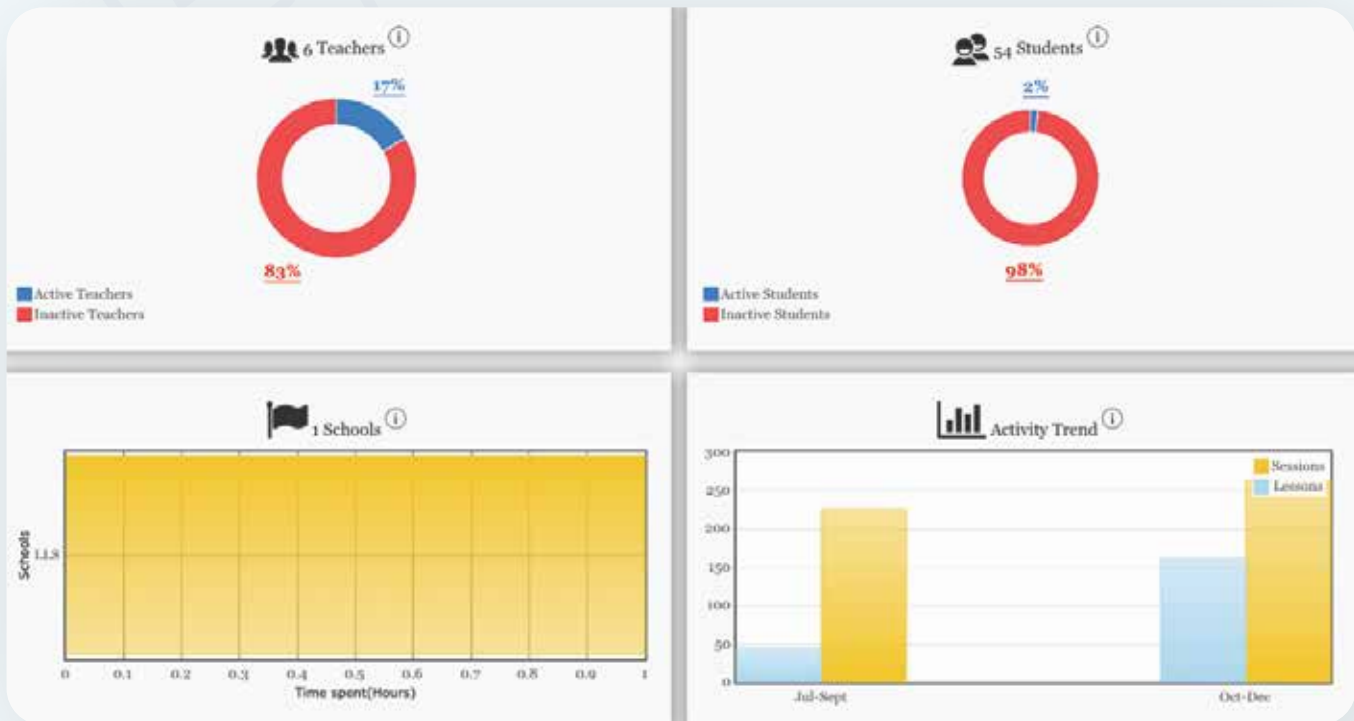 6 Teachers
17%
83%
Active Teachers
Inactive Teachers
54 Students
2%
98%
Active Students
Inactive Students
1 Schools
Schools
LLS
0 0.1 0.2 0.3 0.4 0.5 0.6 0.7 0.8 0.9 1
Time spent(Hours)
Activity Trend
300
250
200
150
100
50
0
Sessions
Lessons
Jul-Sept Oct-Dec